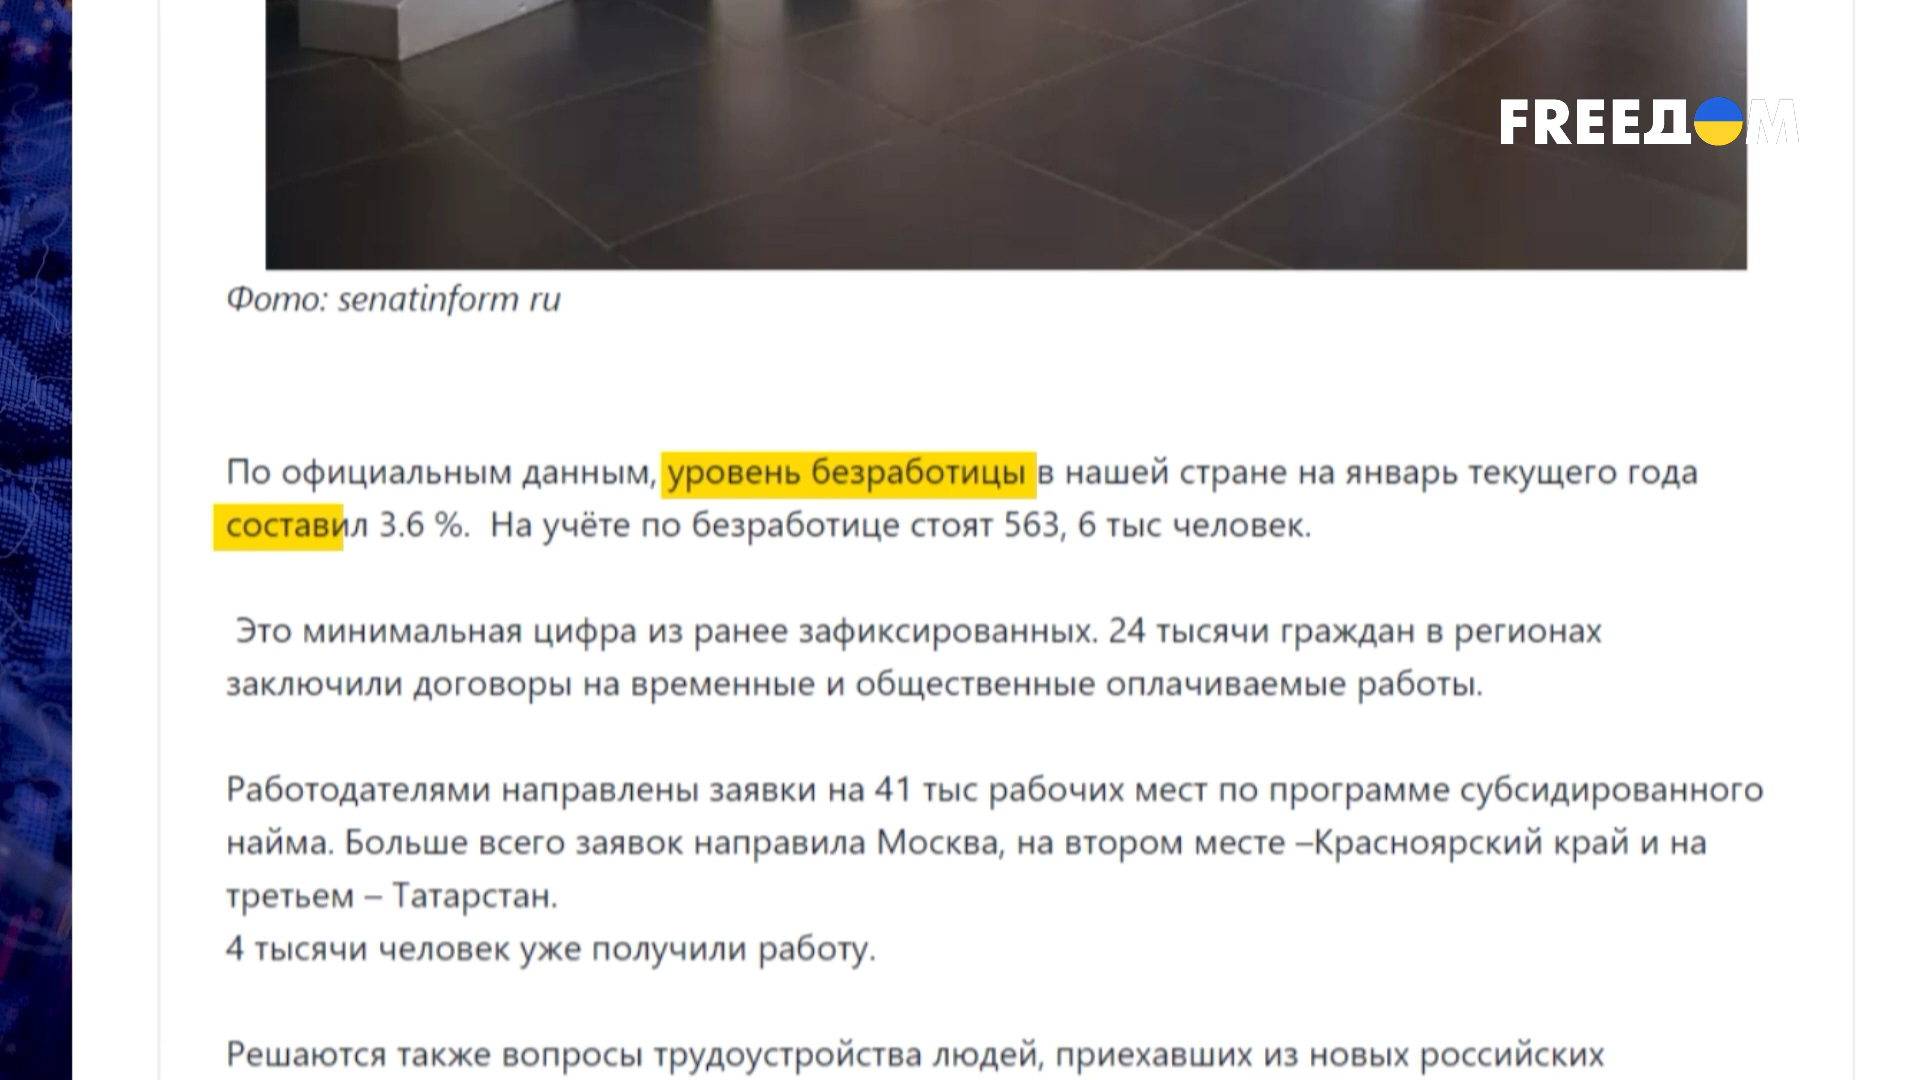 FREEДOM
Фото: senatinform ru
По официальным данным, уровень безработицы в нашей стране на январь текущего года
составил 3.6 %. На учёте по безработице стоят 563, 6 тыс человек.
Это минимальная цифра из ранее зафиксированных. 24 тысячи граждан в регионах
заключили договоры на временные и общественные оплачиваемые работы.
Работодателями направлены заявки на 41 тыс рабочих мест по программе субсидированного
найма. Больше всего заявок направила Москва, на втором месте –Красноярский край и на
третьем – Татарстан.
4 тысячи человек уже получили работу.
Решаются также вопросы трудоустройства людей, приехавших из новых российских